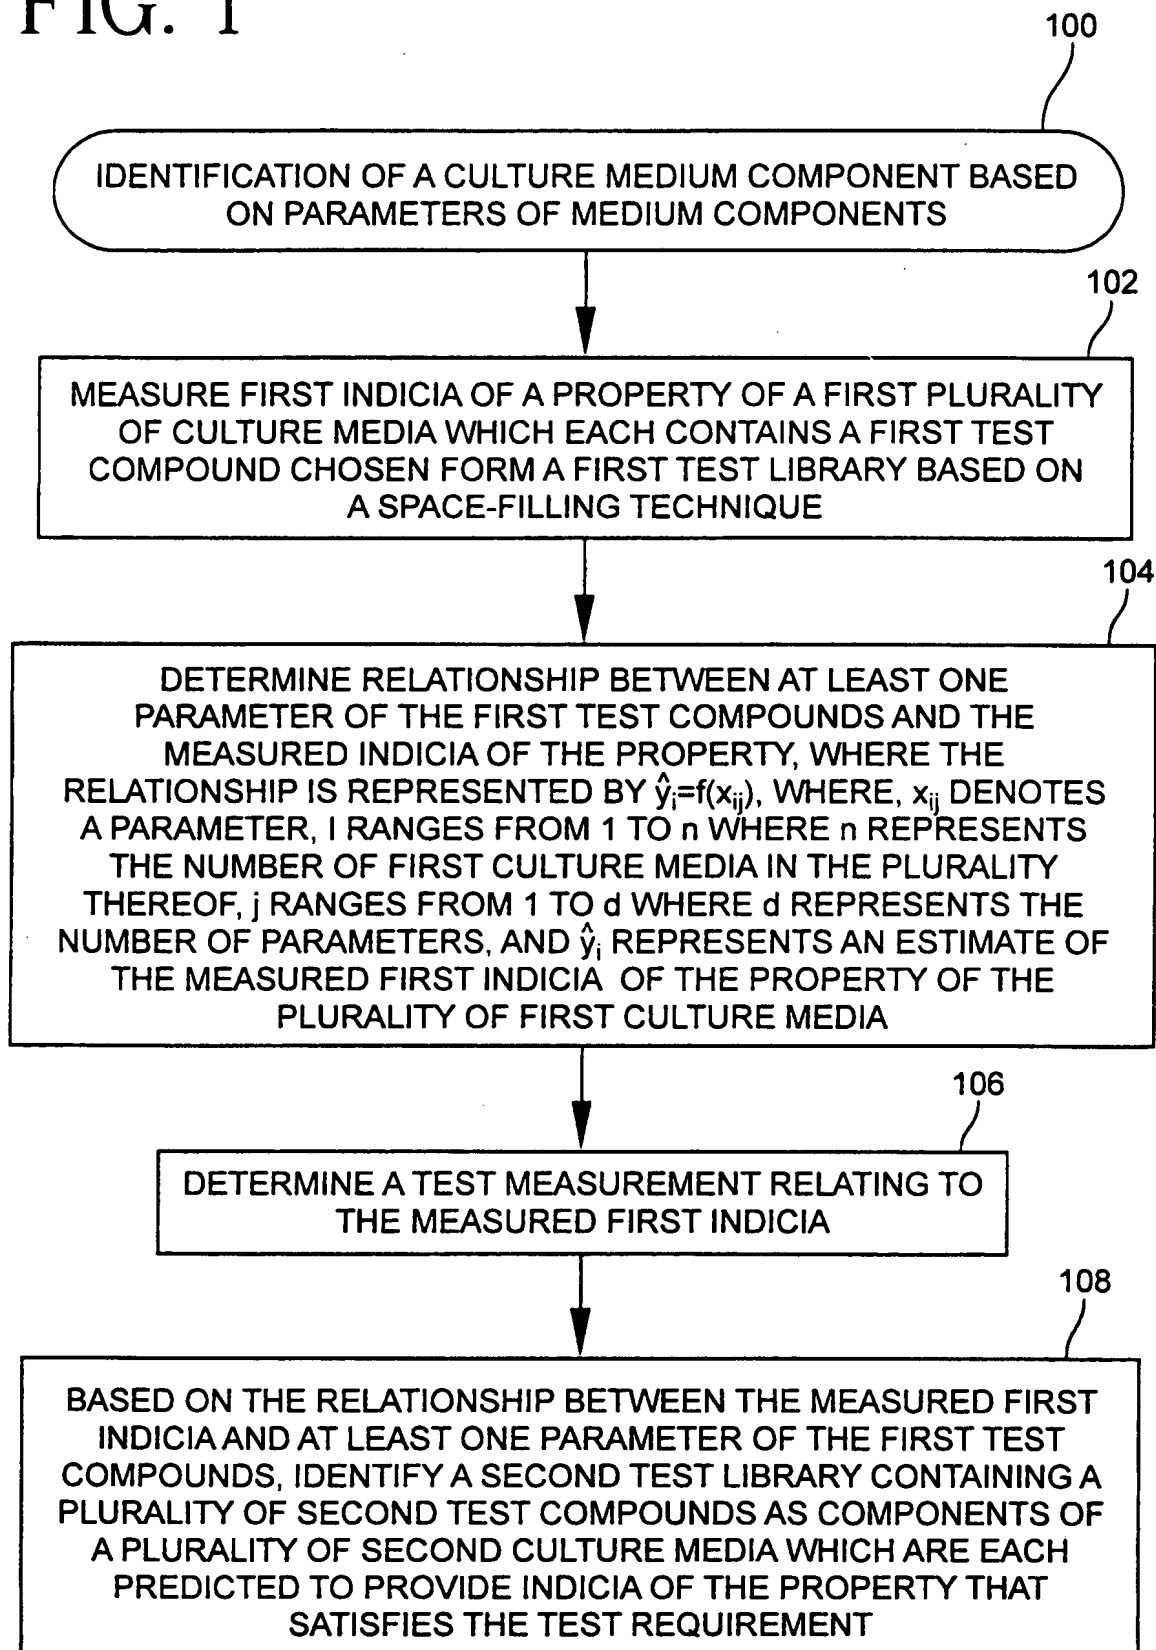 FIG. 1
100
IDENTIFICATION OF A CULTURE MEDIUM COMPONENT BASED
ON PARAMETERS OF MEDIUM COMPONENTS
102
MEASURE FIRST INDICIA OF A PROPERTY OF A FIRST PLURALITY
OF CULTURE MEDIA WHICH EACH CONTAINS A FIRST TEST
COMPOUND CHOSEN FORM A FIRST TEST LIBRARY BASED ON
A SPACE-FILLING TECHNIQUE
104
DETERMINE RELATIONSHIP BETWEEN AT LEAST ONE
PARAMETER OF THE FIRST TEST COMPOUNDS AND THE
MEASURED INDICIA OF THE PROPERTY, WHERE THE
RELATIONSHIP IS REPRESENTED BY ŷᵢ=f(xᵢⱼ), WHERE, xᵢⱼ DENOTES
A PARAMETER, I RANGES FROM 1 TO n WHERE n REPRESENTS
THE NUMBER OF FIRST CULTURE MEDIA IN THE PLURALITY
THEREOF, j RANGES FROM 1 TO d WHERE d REPRESENTS THE
NUMBER OF PARAMETERS, AND ŷᵢ REPRESENTS AN ESTIMATE OF
THE MEASURED FIRST INDICIA OF THE PROPERTY OF THE
PLURALITY OF FIRST CULTURE MEDIA
106
DETERMINE A TEST MEASUREMENT RELATING TO
THE MEASURED FIRST INDICIA
108
BASED ON THE RELATIONSHIP BETWEEN THE MEASURED FIRST
INDICIA AND AT LEAST ONE PARAMETER OF THE FIRST TEST
COMPOUNDS, IDENTIFY A SECOND TEST LIBRARY CONTAINING A
PLURALITY OF SECOND TEST COMPOUNDS AS COMPONENTS OF
A PLURALITY OF SECOND CULTURE MEDIA WHICH ARE EACH
PREDICTED TO PROVIDE INDICIA OF THE PROPERTY THAT
SATISFIES THE TEST REQUIREMENT